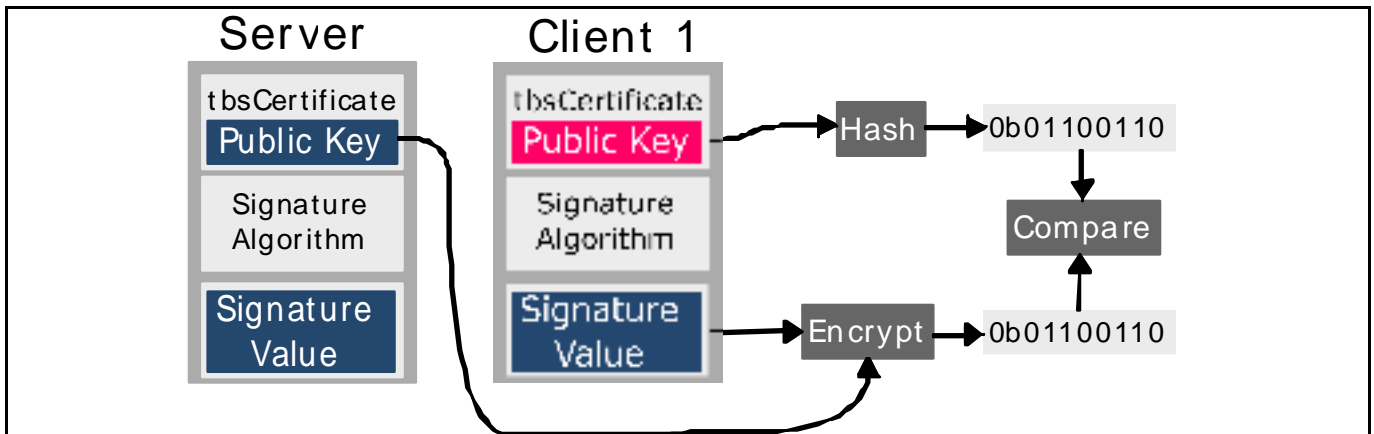 Server
Client 1
tbsCertificate
Public Key
Signature
Algorithm
Signature
Value
tbsCertificate
Public Key
Signature
Algorithm
Signature
Value
Hash
0b01100110
Compare
Encrypt
0b01100110